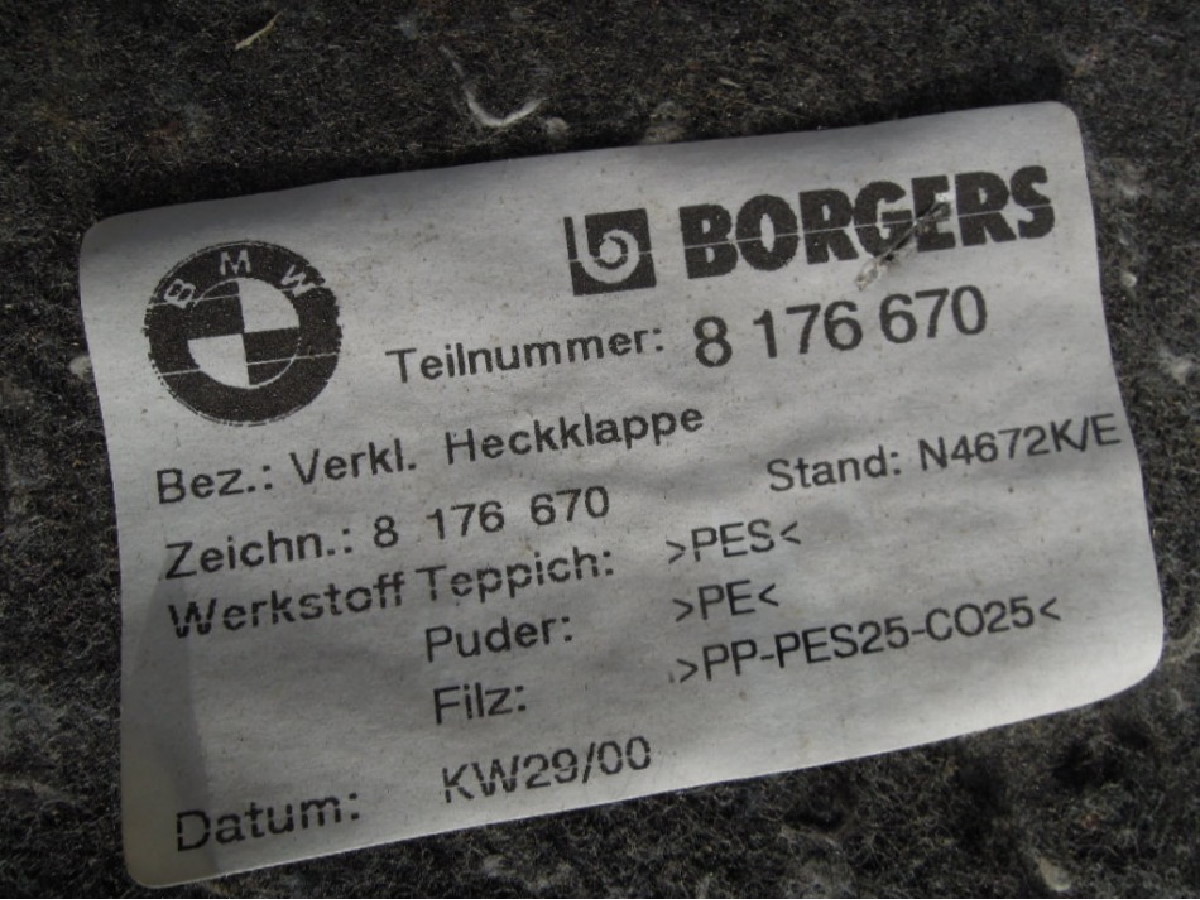 BMW
BORGERS
Teilnummer: 8 176 670
Bez.: Verkl. Heckklappe
Zeichn.: 8 176 670 Stand: N4672K/E
Werkstoff Teppich: >PES<
Puder: >PE<
Filz: >PP-PES25-CO25<
Datum: KW29/00